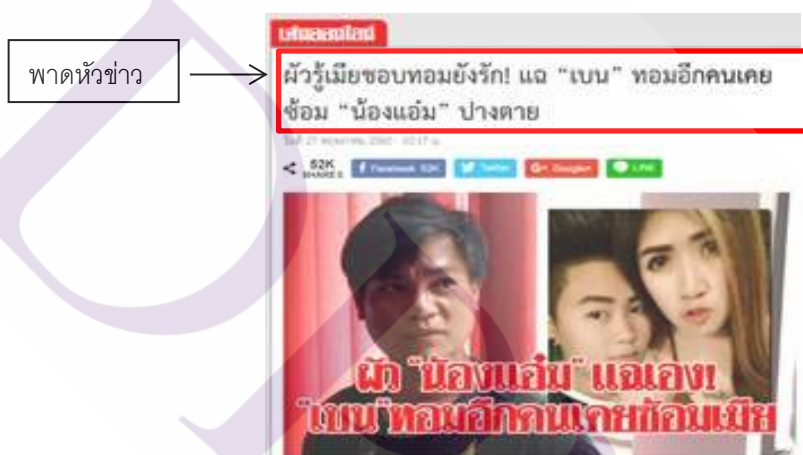 พาดหัวข่าว
ผัวรู้เมียชอบทอมยังรัก! แฉ “เบน” ทอมอีกคนเคย
ซ้อม “น้องแอ๋ม” ปางตาย
52K
SHARES
Facebook 52K
Twitter
Google+
LINE
ผัว "น้องแอ๋ม" แฉเอง!
"เบน"ทอมอีกคนเคยซ้อมเมีย